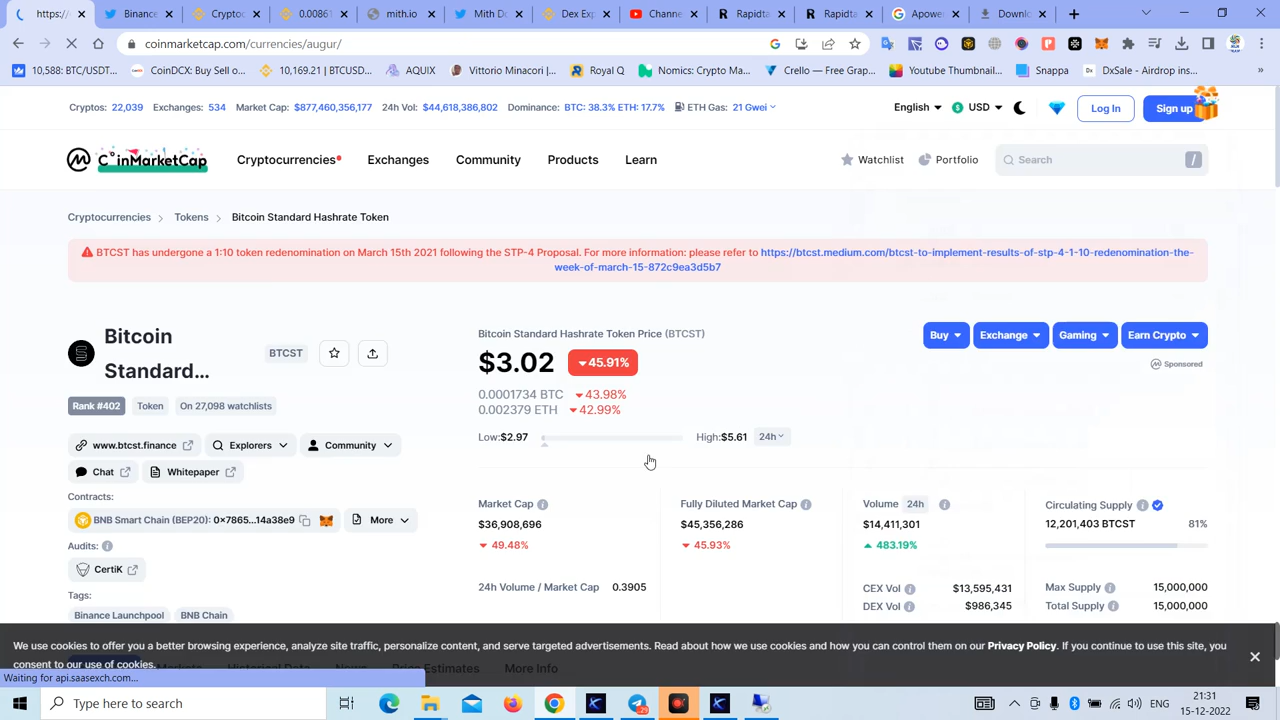 Twitt
0.0086
mith.io
Twitter
Rapid
Rapidx
Downlo
coinmarketcap.com/currencies/augur/
10,588: BTC/USDT...
CoinDCX Buy Sell o...
10,169.21 | BTCUSD...
AQUIX
Vittorio Minacori |...
Royal Q
Nomics: Crypto Ma...
Crello — Free Grap...
Youtube Thumbnail...
Snappa
Dx DxSale - Airdrop ins...
»
Cryptos: 22,039 Exchanges: 534 Market Cap: $877,460,356,177 24h Vol: $44,618,386,802 Dominance: BTC: 38.3% ETH: 17.7% ETH Gas: 21 Gwei
English USD Log In Sign up
CoinMarketCap Cryptocurrencies Exchanges Community Products Learn
Watchlist Portfolio Search /
Cryptocurrencies > Tokens > Bitcoin Standard Hashrate Token
BTCST has undergone a 1:10 token redenomination on March 15th 2021 following the STP-4 Proposal. For more information: please refer to https://btcst.medium.com/btcst-to-implement-results-of-stp-4-1-10-redenomination-the-
week-of-march-15-872c9ea3d5b7
Bitcoin
Standard...
BTCST
Rank #402 Token On 27,098 watchlists
www.btcst.finance Explorers Community
Chat Whitepaper
Contracts:
BNB Smart Chain (BEP20): 0x7865...14a38e9 More
Audits:
CertiK
Tags:
Binance Launchpool BNB Chain
Bitcoin Standard Hashrate Token Price (BTCST)
$3.02 45.91%
0.0001734 BTC 43.98%
0.002379 ETH 42.99%
Low:$2.97 High:$5.61 24h
Buy Exchange Gaming Earn Crypto
Sponsored
Market Cap
$36,908,696
49.48%
24h Volume / Market Cap 0.3905
Fully Diluted Market Cap
$45,356,286
45.93%
Volume 24h
$14,411,301
483.19%
CEX Vol $13,595,431
DEX Vol $986,345
Circulating Supply
12,201,403 BTCST 81%
Max Supply 15,000,000
Total Supply 15,000,000
We use cookies to offer you a better browsing experience, analyze site traffic, personalize content, and serve targeted advertisements. Read about how we use cookies and how you can control them on our Privacy Policy. If you continue to use this site, you
consent to our use of cookies.
Markets Historical Data News Price Estimates More Info
Waiting for api.saasexch.com...
Type here to search
29
21:31
15-12-2022